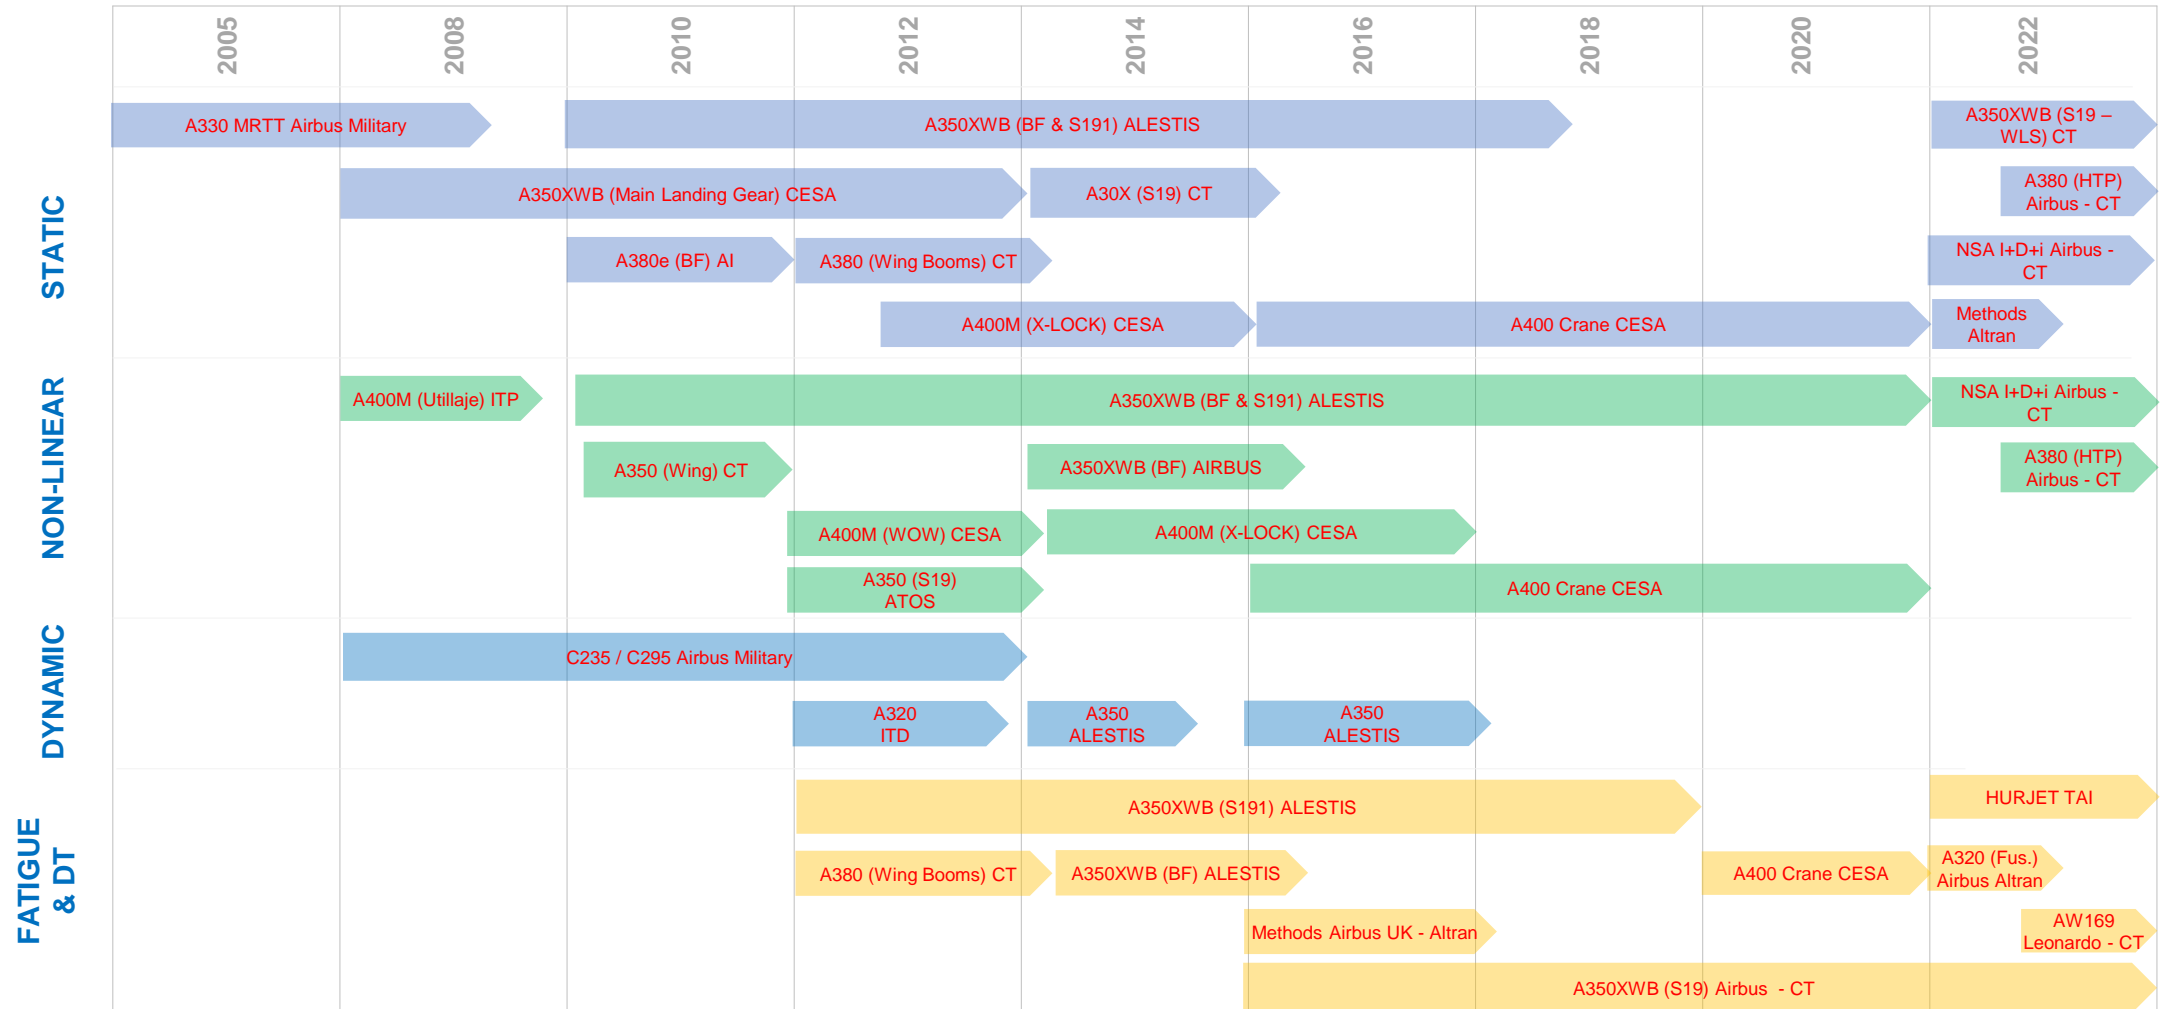 2005
2008
2010
2012
2014
2016
2018
2020
2022
STATIC
A330 MRTT Airbus Military
A350XWB (BF & S191) ALESTIS
A350XWB (S19 –
WLS) CT
A350XWB (Main Landing Gear) CESA
A30X (S19) CT
A380 (HTP)
Airbus - CT
A380e (BF) AI
A380 (Wing Booms) CT
NSA I+D+i Airbus -
CT
A400M (X-LOCK) CESA
A400 Crane CESA
Methods
Altran
NON-LINEAR
A400M (Utillaje) ITP
A350XWB (BF & S191) ALESTIS
NSA I+D+i Airbus -
CT
A350 (Wing) CT
A350XWB (BF) AIRBUS
A380 (HTP)
Airbus - CT
A400M (WOW) CESA
A400M (X-LOCK) CESA
A350 (S19)
ATOS
A400 Crane CESA
DYNAMIC
C235 / C295 Airbus Military
A320
ITD
A350
ALESTIS
A350
ALESTIS
FATIGUE
& DT
A350XWB (S191) ALESTIS
HURJET TAI
A380 (Wing Booms) CT
A350XWB (BF) ALESTIS
A400 Crane CESA
A320 (Fus.)
Airbus Altran
Methods Airbus UK - Altran
AW169
Leonardo - CT
A350XWB (S19) Airbus - CT